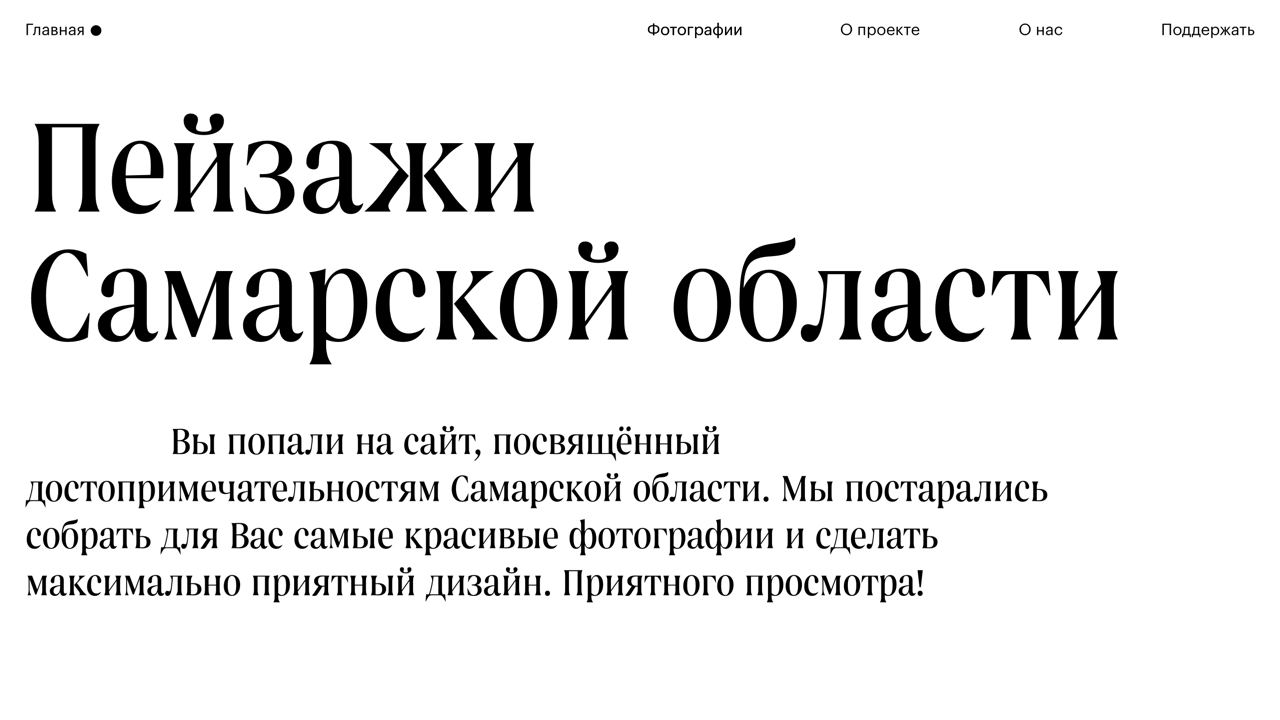 Главная ● Фотографии О проекте О нас Поддержать
Пейзажи
Самарской области
Вы попали на сайт, посвящённый
достопримечательностям Самарской области. Мы постарались
собрать для Вас самые красивые фотографии и сделать
максимально приятный дизайн. Приятного просмотра!